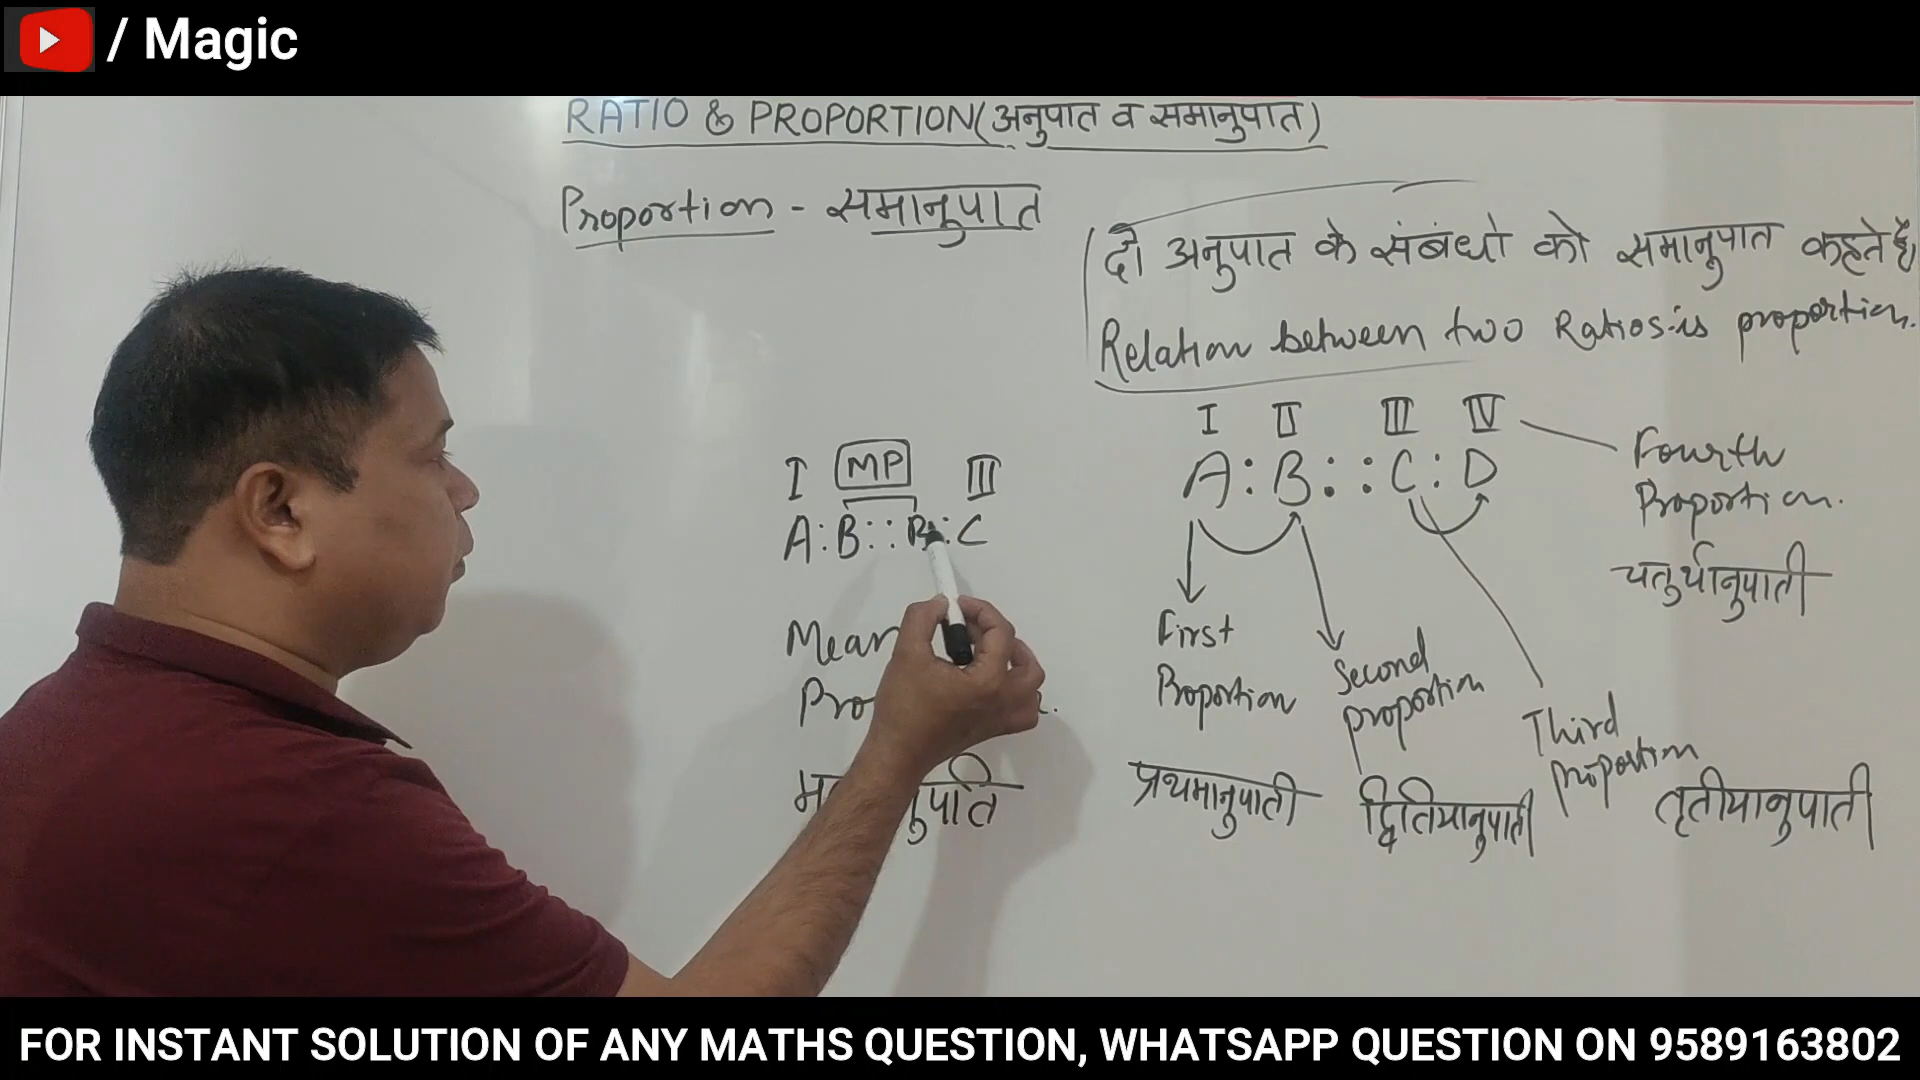 / Magic
RATIO & PROPORTION(अनुपात व समानुपात)
Proportion - समानुपात
दो अनुपात के संबंधो को समानुपात कहते है,
Relation between two Ratios is proportion.
I II III IV
A : B : : C : D
Fourth
Proportion.
चतुर्थानुपाती
I MP III
A : B : : B : C
First
Proportion
Second
proportion
Third
proportion
प्रथमानुपाती
द्वितियानुपाती
तृतीयानुपाती
FOR INSTANT SOLUTION OF ANY MATHS QUESTION, WHATSAPP QUESTION ON 9589163802